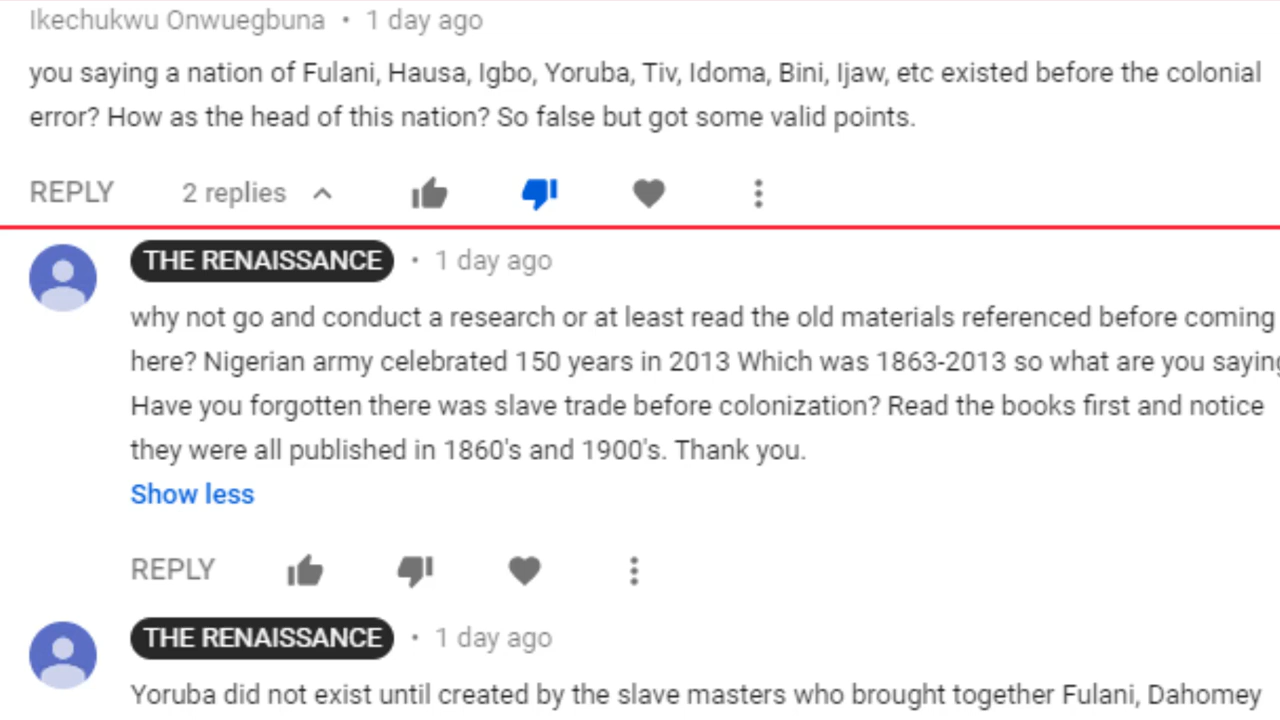 Ikechukwu Onwuegbuna • 1 day ago
you saying a nation of Fulani, Hausa, Igbo, Yoruba, Tiv, Idoma, Bini, Ijaw, etc existed before the colonial
error? How as the head of this nation? So false but got some valid points.
REPLY 2 replies
THE RENAISSANCE • 1 day ago
why not go and conduct a research or at least read the old materials referenced before coming
here? Nigerian army celebrated 150 years in 2013 Which was 1863-2013 so what are you saying
Have you forgotten there was slave trade before colonization? Read the books first and notice
they were all published in 1860's and 1900's. Thank you.
Show less
REPLY
THE RENAISSANCE • 1 day ago
Yoruba did not exist until created by the slave masters who brought together Fulani, Dahomey